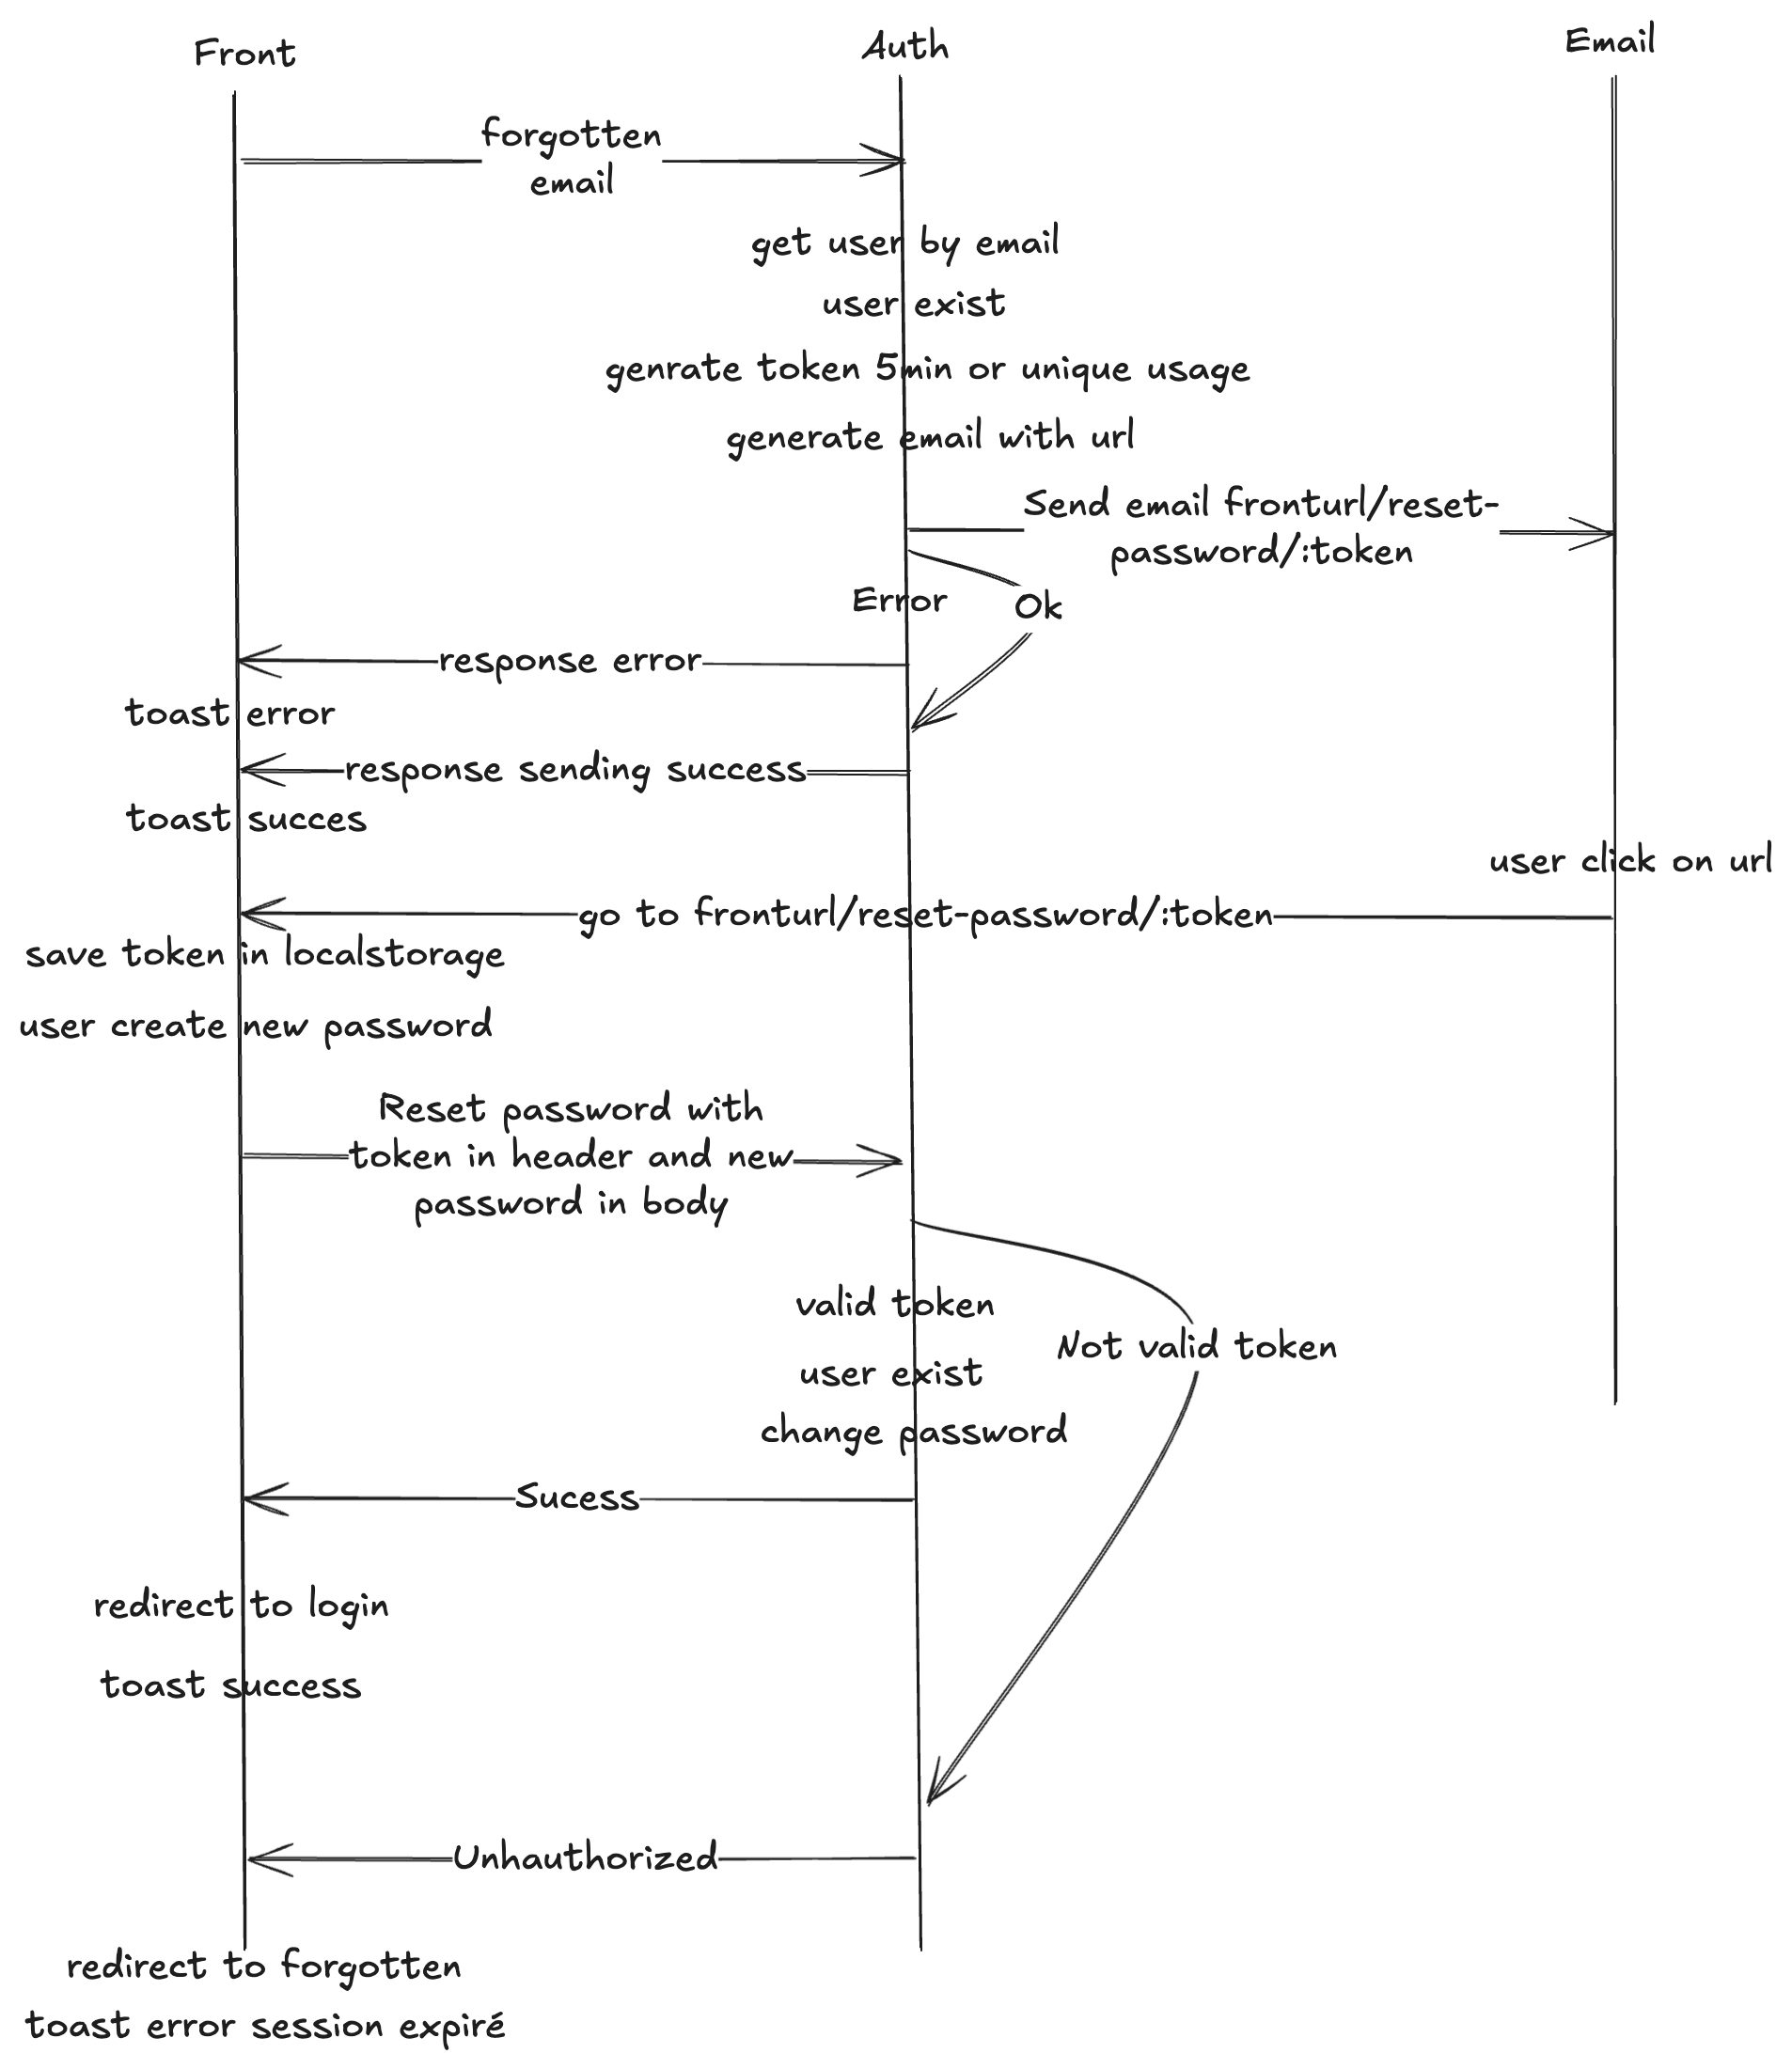 Front
Auth
Email
forgotten
email
get user by email
user exist
genrate token 5min or unique usage
generate email with url
Send email fronturl/reset-
password/:token
Error
Ok
response error
toast error
response sending success
toast succes
user click on url
go to fronturl/reset-password/:token
save token in localstorage
user create new password
Reset password with
token in header and new
password in body
valid token
Not valid token
user exist
change password
Sucess
redirect to login
toast success
Unhauthorized
redirect to forgotten
toast error session expiré